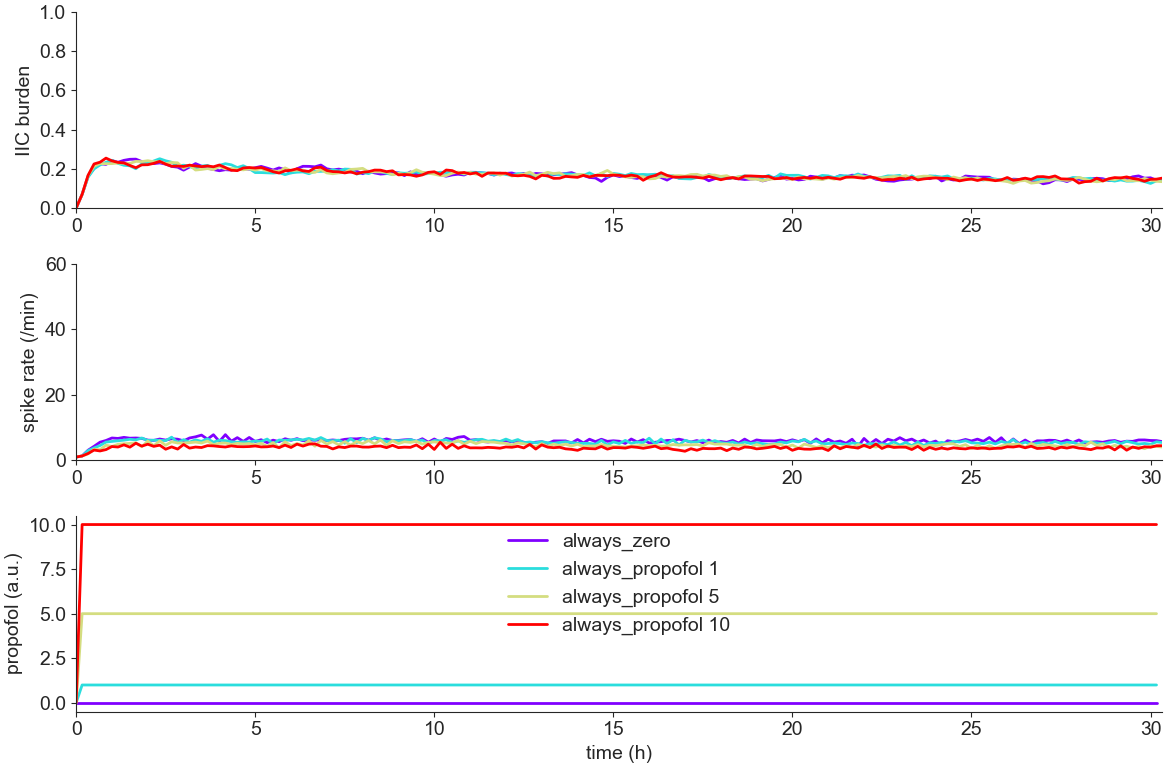 1.0
0.8
0.6
0.4
0.2
0.0
IIC burden
0 5 10 15 20 25 30
60
40
20
0
spike rate (/min)
0 5 10 15 20 25 30
10.0
7.5
5.0
2.5
0.0
propofol (a.u.)
always_zero
always_propofol 1
always_propofol 5
always_propofol 10
0 5 10 15 20 25 30
time (h)